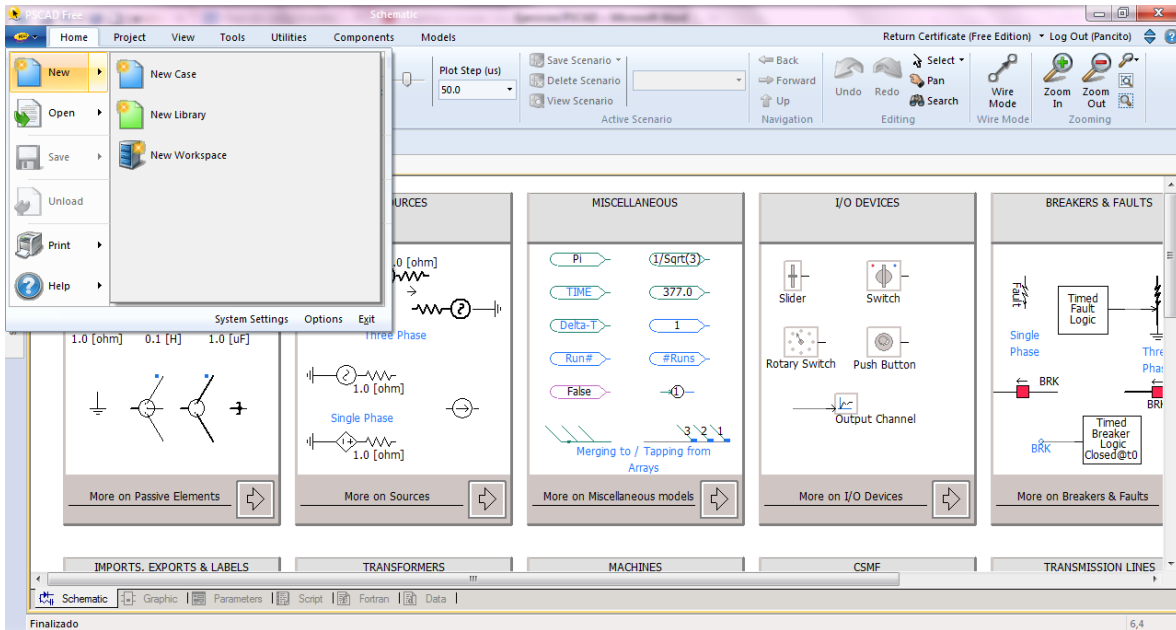 PSCAD Free
Schematic
Home Project View Tools Utilities Components Models
Return Certificate (Free Edition) Log Out (Pancito)
New
Open
Save
Unload
Print
Help
New Case
New Library
New Workspace
System Settings Options Exit
Plot Step (us)
50.0
Save Scenario
Delete Scenario
View Scenario
Active Scenario
Back
Forward
Up
Navigation
Undo Redo
Select
Pan
Search
Editing
Wire Mode
Wire Mode
Zoom In
Zoom Out
Zooming
1.0 [ohm] 0.1 [H] 1.0 [uF]
More on Passive Elements
.0 [ohm]
Three Phase
1.0 [ohm]
Single Phase
1.0 [ohm]
More on Sources
MISCELLANEOUS
Pi 1/Sqrt(3)
TIME 377.0
Delta-T 1
Run# #Runs
False 1
3 2 1
Merging to / Tapping from
Arrays
More on Miscellaneous models
I/O DEVICES
Slider Switch
Rotary Switch Push Button
Output Channel
More on I/O Devices
BREAKERS & FAULTS
Fault
Timed
Fault
Logic
Single
Phase
BRK
BRK
Timed
Breaker
Logic
Closed@t0
More on Breakers & Faults
IMPORTS, EXPORTS & LABELS
TRANSFORMERS
MACHINES
CSMF
TRANSMISSION LINES
Schematic Graphic Parameters Script Fortran Data
Finalizado
6,4